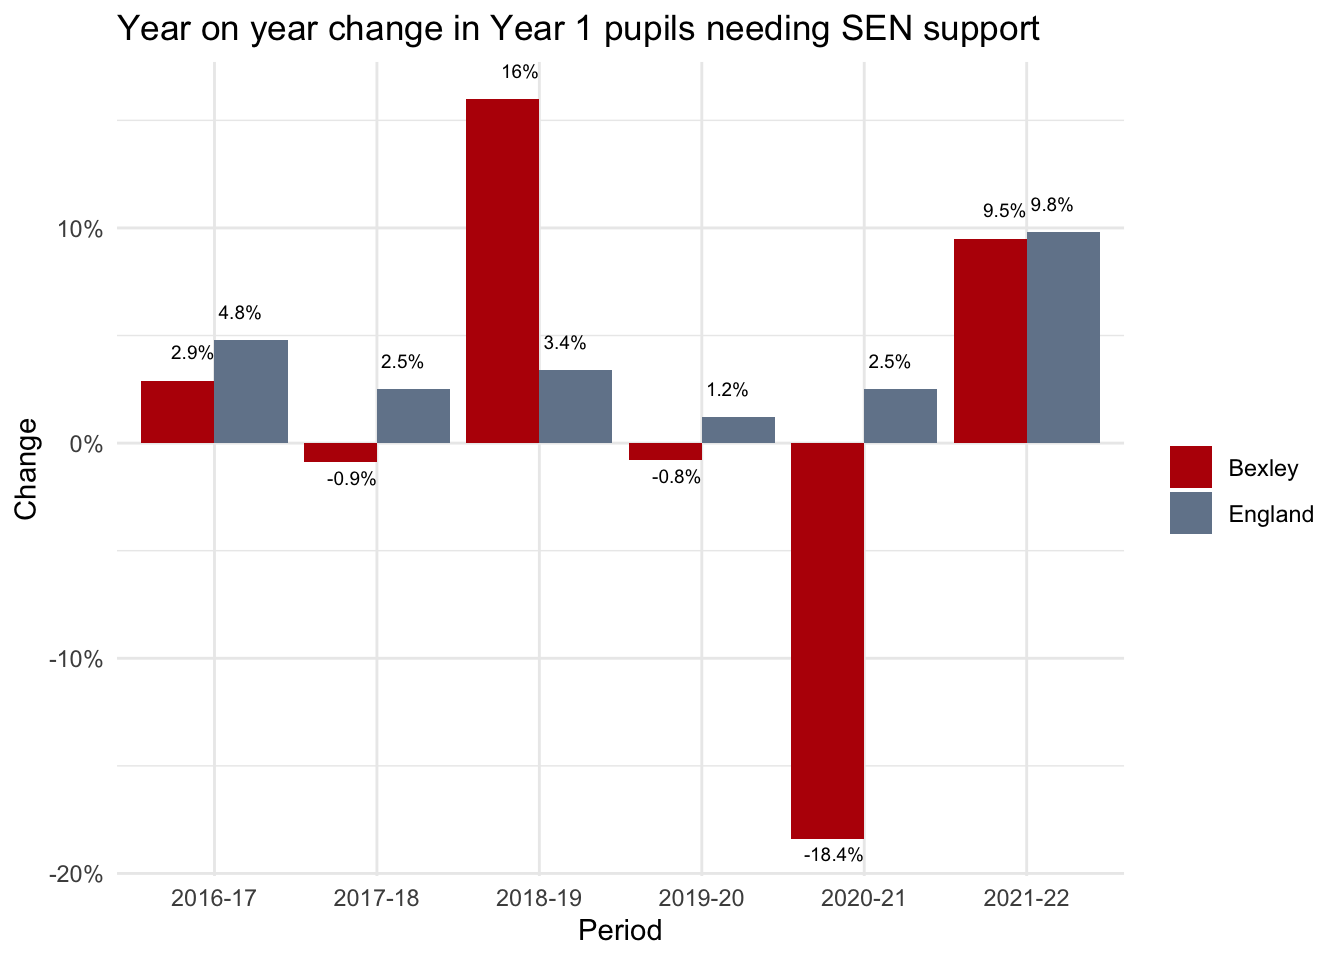 Year on year change in Year 1 pupils needing SEN support
16%
9.5% 9.8%
10%
4.8%
2.9%
2.5%
3.4%
1.2%
2.5%
0%
-0.9%
-0.8%
Change
Bexley
England
-10%
-18.4%
-20%
2016-17 2017-18 2018-19 2019-20 2020-21 2021-22
Period